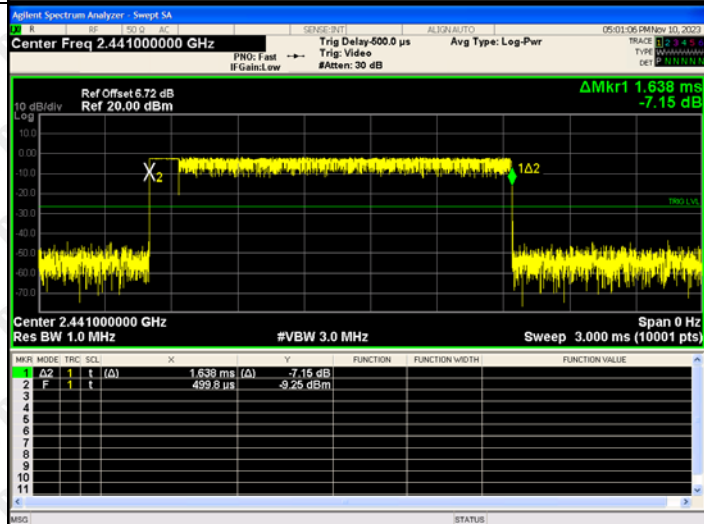 Agilent Spectrum Analyzer - Swept SA
R RF 50 Ω AC SENSE:INT ALIGNAUTO 05:01:06 PM Nov 10, 2023
Center Freq 2.441000000 GHz
PNO: Fast
IFGain:Low
Trig Delay-500.0 µs
Trig: Video
#Atten: 30 dB
Avg Type: Log-Pwr
TRACE 1 2 3 4 5 6
TYPE W
DET P N N N N N
ΔMkr1 1.638 ms
-7.15 dB
Ref Offset 6.72 dB
10 dB/div Ref 20.00 dBm
Log
10.0
0.00
-10.0
-20.0
-30.0
-40.0
-50.0
-60.0
-70.0
X2
1Δ2
TRIG LVL
Center 2.441000000 GHz Span 0 Hz
Res BW 1.0 MHz #VBW 3.0 MHz Sweep 3.000 ms (10001 pts)
MKR MODE TRC SCL X Y FUNCTION FUNCTION WIDTH FUNCTION VALUE
1 Δ2 1 t (Δ) 1.638 ms (Δ) -7.15 dB
2 F 1 t 499.8 µs -9.25 dBm
3
4
5
6
7
8
9
10
11
MSG STATUS